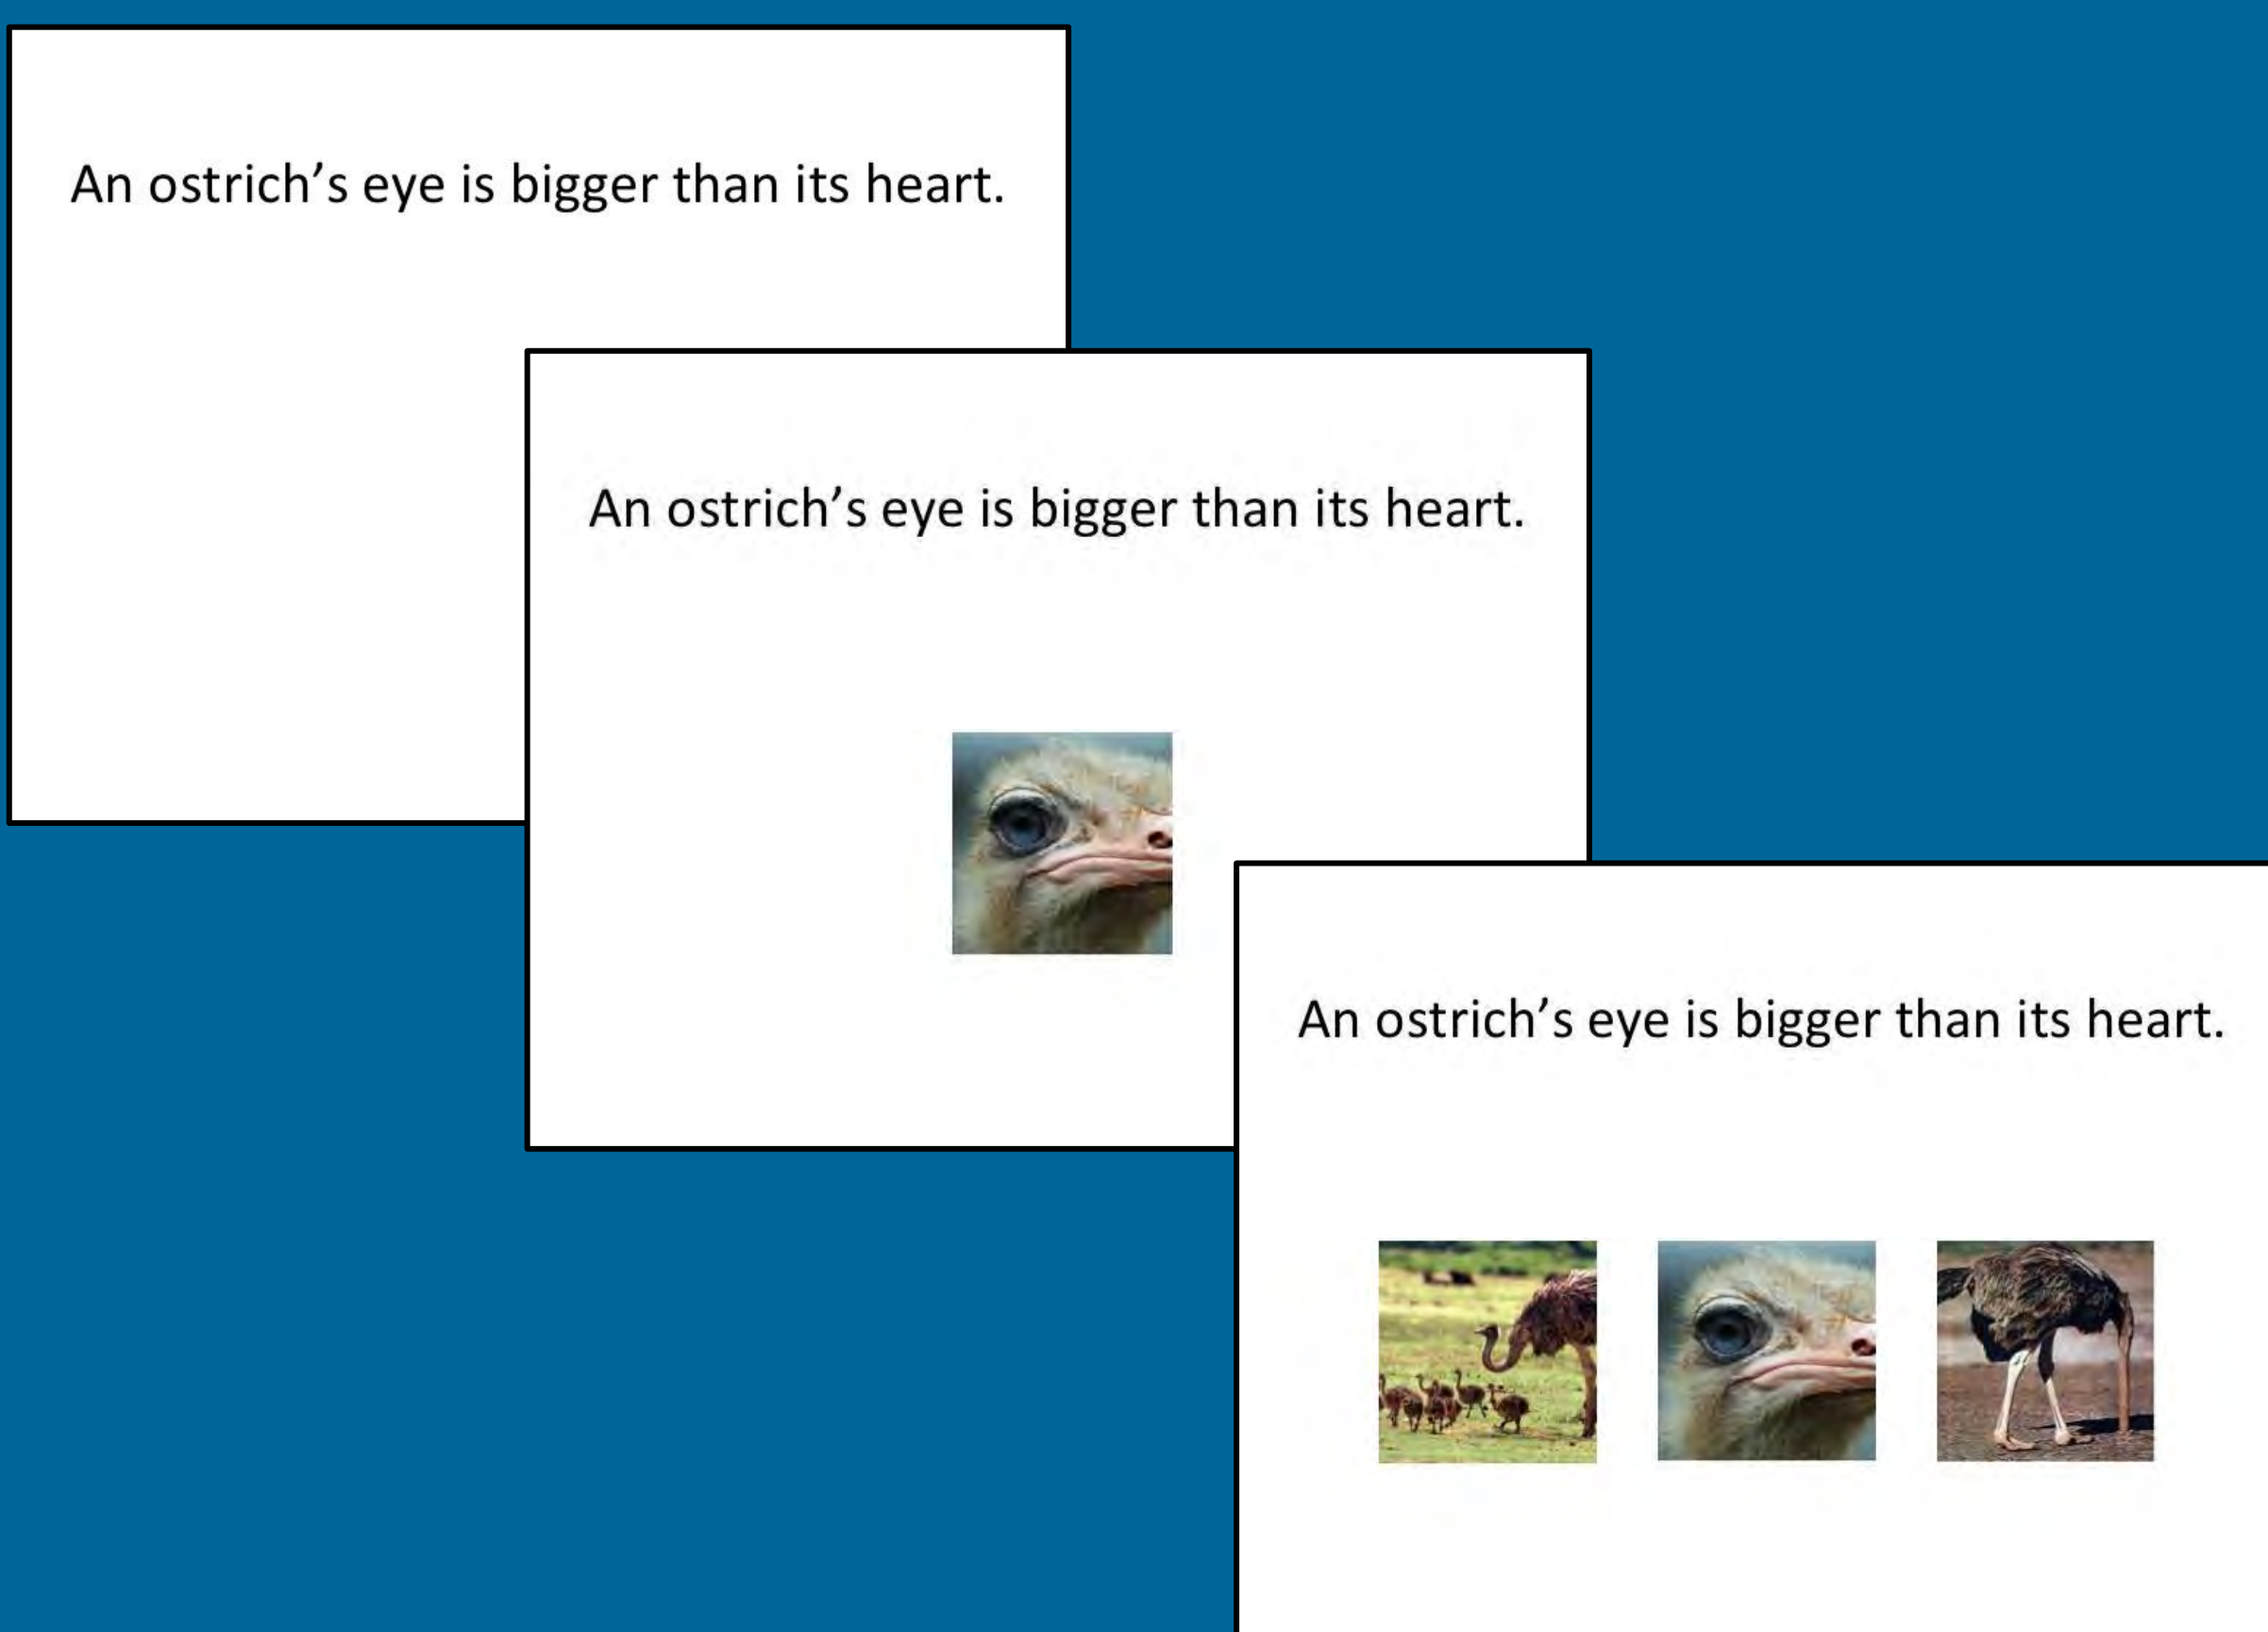 An ostrich’s eye is bigger than its heart.
An ostrich’s eye is bigger than its heart.
An ostrich’s eye is bigger than its heart.